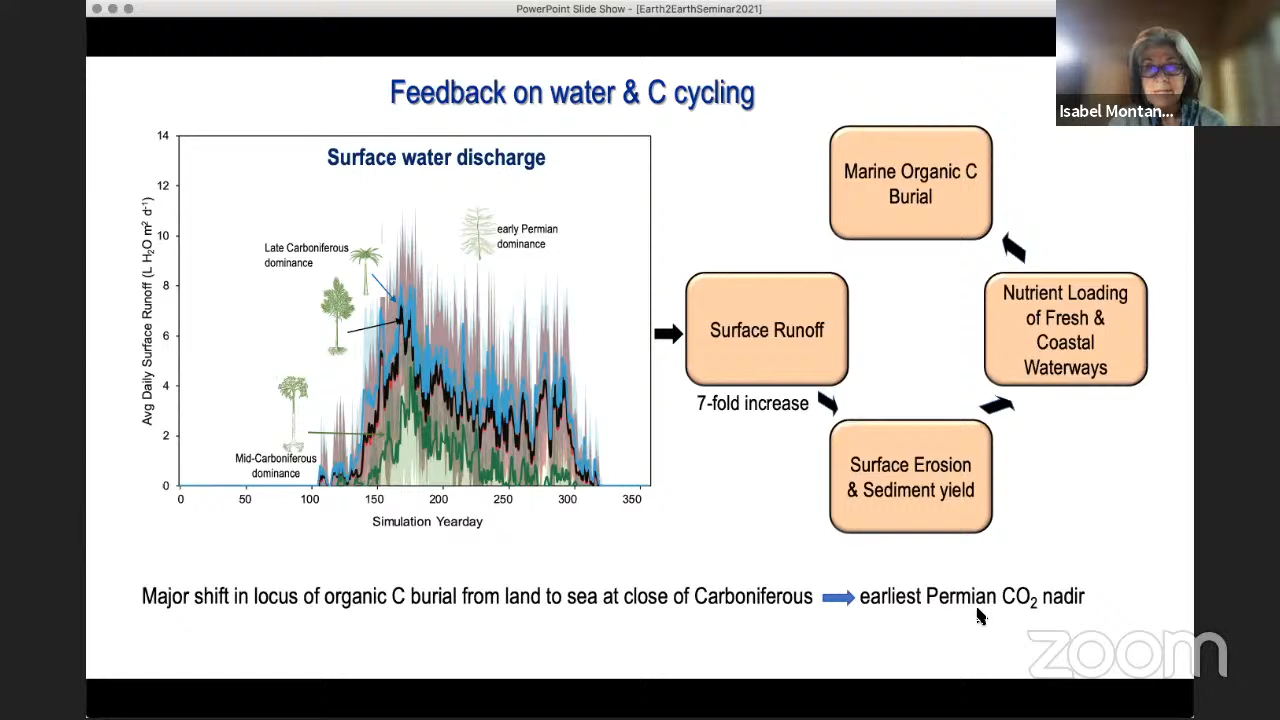 PowerPoint Slide Show - [Earth2EarthSeminar2021]
Isabel Montan...
Feedback on water & C cycling
Surface water discharge
Avg Daily Surface Runoff (L H₂O m² d⁻¹)
14
12
10
8
6
4
2
0
0 50 100 150 200 250 300 350
Simulation Yearday
Late Carboniferous
dominance
early Permian
dominance
Mid-Carboniferous
dominance
Surface Runoff
7-fold increase
Surface Erosion
& Sediment yield
Nutrient Loading
of Fresh &
Coastal
Waterways
Marine Organic C
Burial
Major shift in locus of organic C burial from land to sea at close of Carboniferous earliest Permian CO₂ nadir
zoom